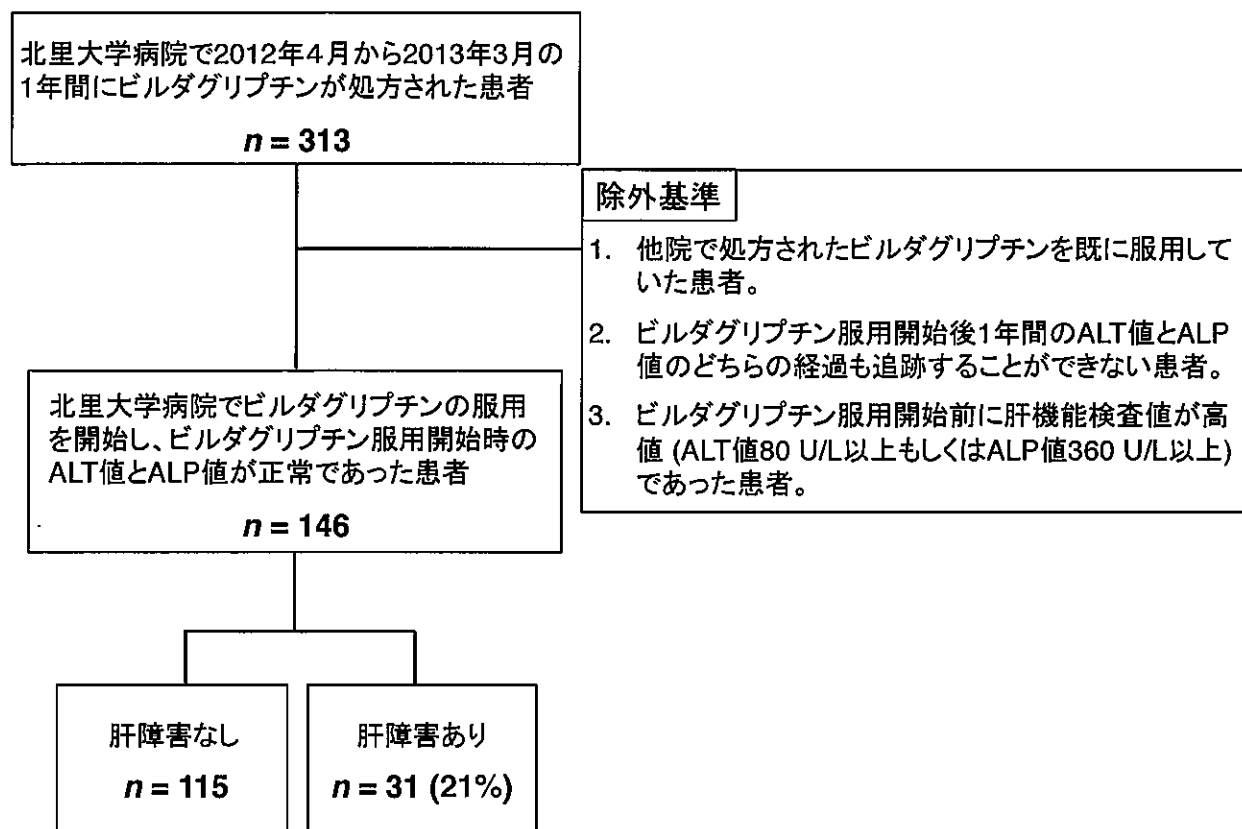 北里大学病院で2012年4月から2013年3月の
1年間にビルダグリプチンが処方された患者
n = 313
除外基準
1. 他院で処方されたビルダグリプチンを既に服用して
いた患者。
2. ビルダグリプチン服用開始後1年間のALT値とALP
値のどちらの経過も追跡することができない患者。
3. ビルダグリプチン服用開始前に肝機能検査値が高
値 (ALT値80 U/L以上もしくはALP値360 U/L以上)
であった患者。
北里大学病院でビルダグリプチンの服用
を開始し、ビルダグリプチン服用開始時の
ALT値とALP値が正常であった患者
n = 146
肝障害なし
n = 115
肝障害あり
n = 31 (21%)